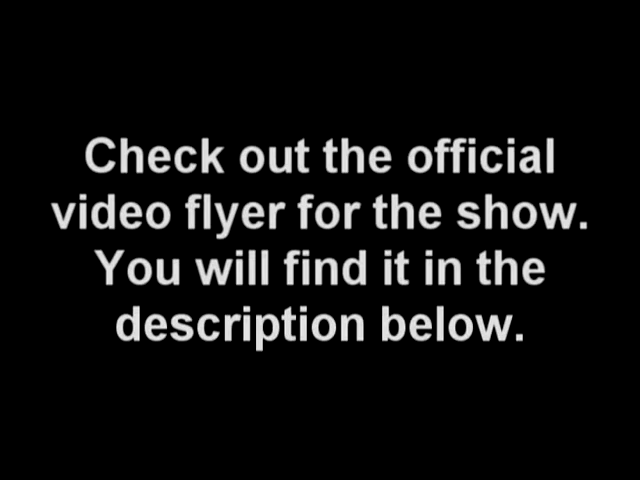 Check out the official
video flyer for the show.
You will find it in the
description below.